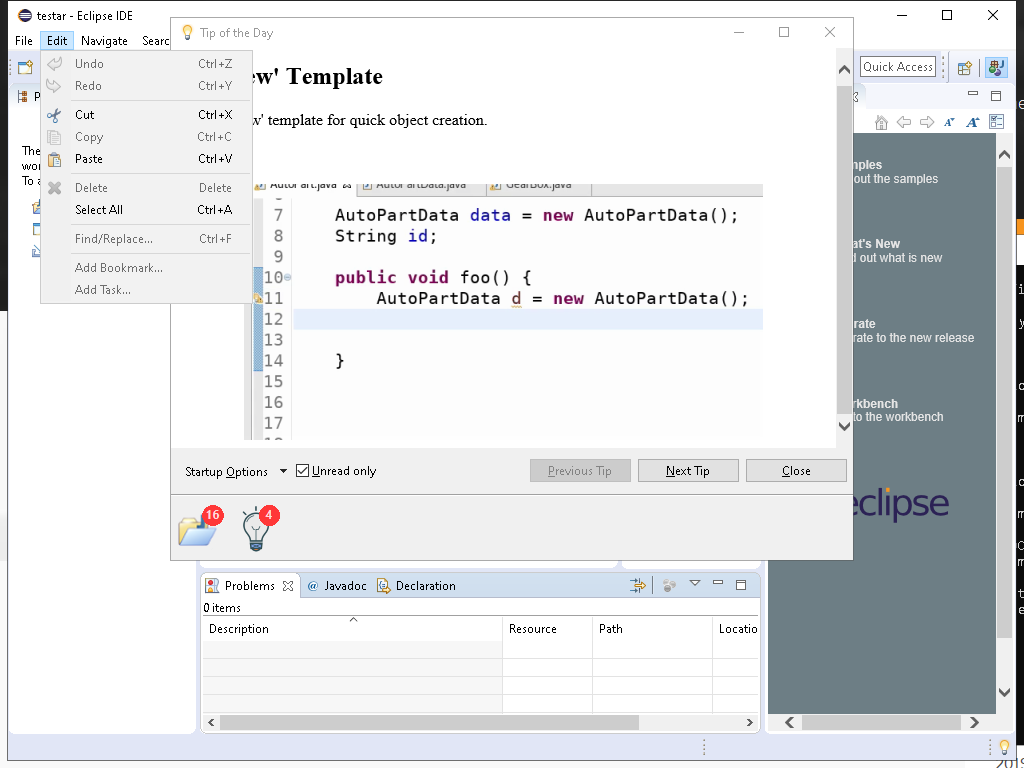 testar - Eclipse IDE
File Edit Navigate Searc
Tip of the Day
Quick Access
Undo Ctrl+Z
Redo Ctrl+Y
Cut Ctrl+X
Copy Ctrl+C
Paste Ctrl+V
Delete Delete
Select All Ctrl+A
Find/Replace... Ctrl+F
Add Bookmark...
Add Task...
P
The
wor
To a
ew' Template
w' template for quick object creation.
AutoPart.java AutoPartData.java GearBox.java
7 AutoPartData data = new AutoPartData();
8 String id;
9
10 public void foo() {
11 AutoPartData d = new AutoPartData();
12
13
14 }
15
16
17
Startup Options Unread only Previous Tip Next Tip Close
16 4
nples
out the samples
at's New
d out what is new
rate
rate to the new release
rkbench
to the workbench
eclipse
Problems @ Javadoc Declaration
0 items
Description Resource Path Locatio
2019